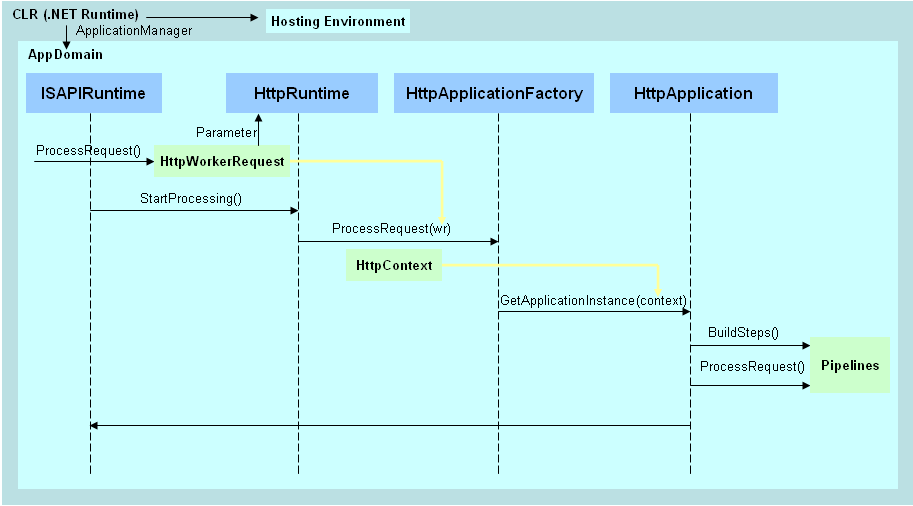 CLR (.NET Runtime)
Hosting Environment
ApplicationManager
AppDomain
ISAPIRuntime
HttpRuntime
HttpApplicationFactory
HttpApplication
Parameter
ProcessRequest()
HttpWorkerRequest
StartProcessing()
ProcessRequest(wr)
HttpContext
GetApplicationInstance(context)
BuildSteps()
ProcessRequest()
Pipelines